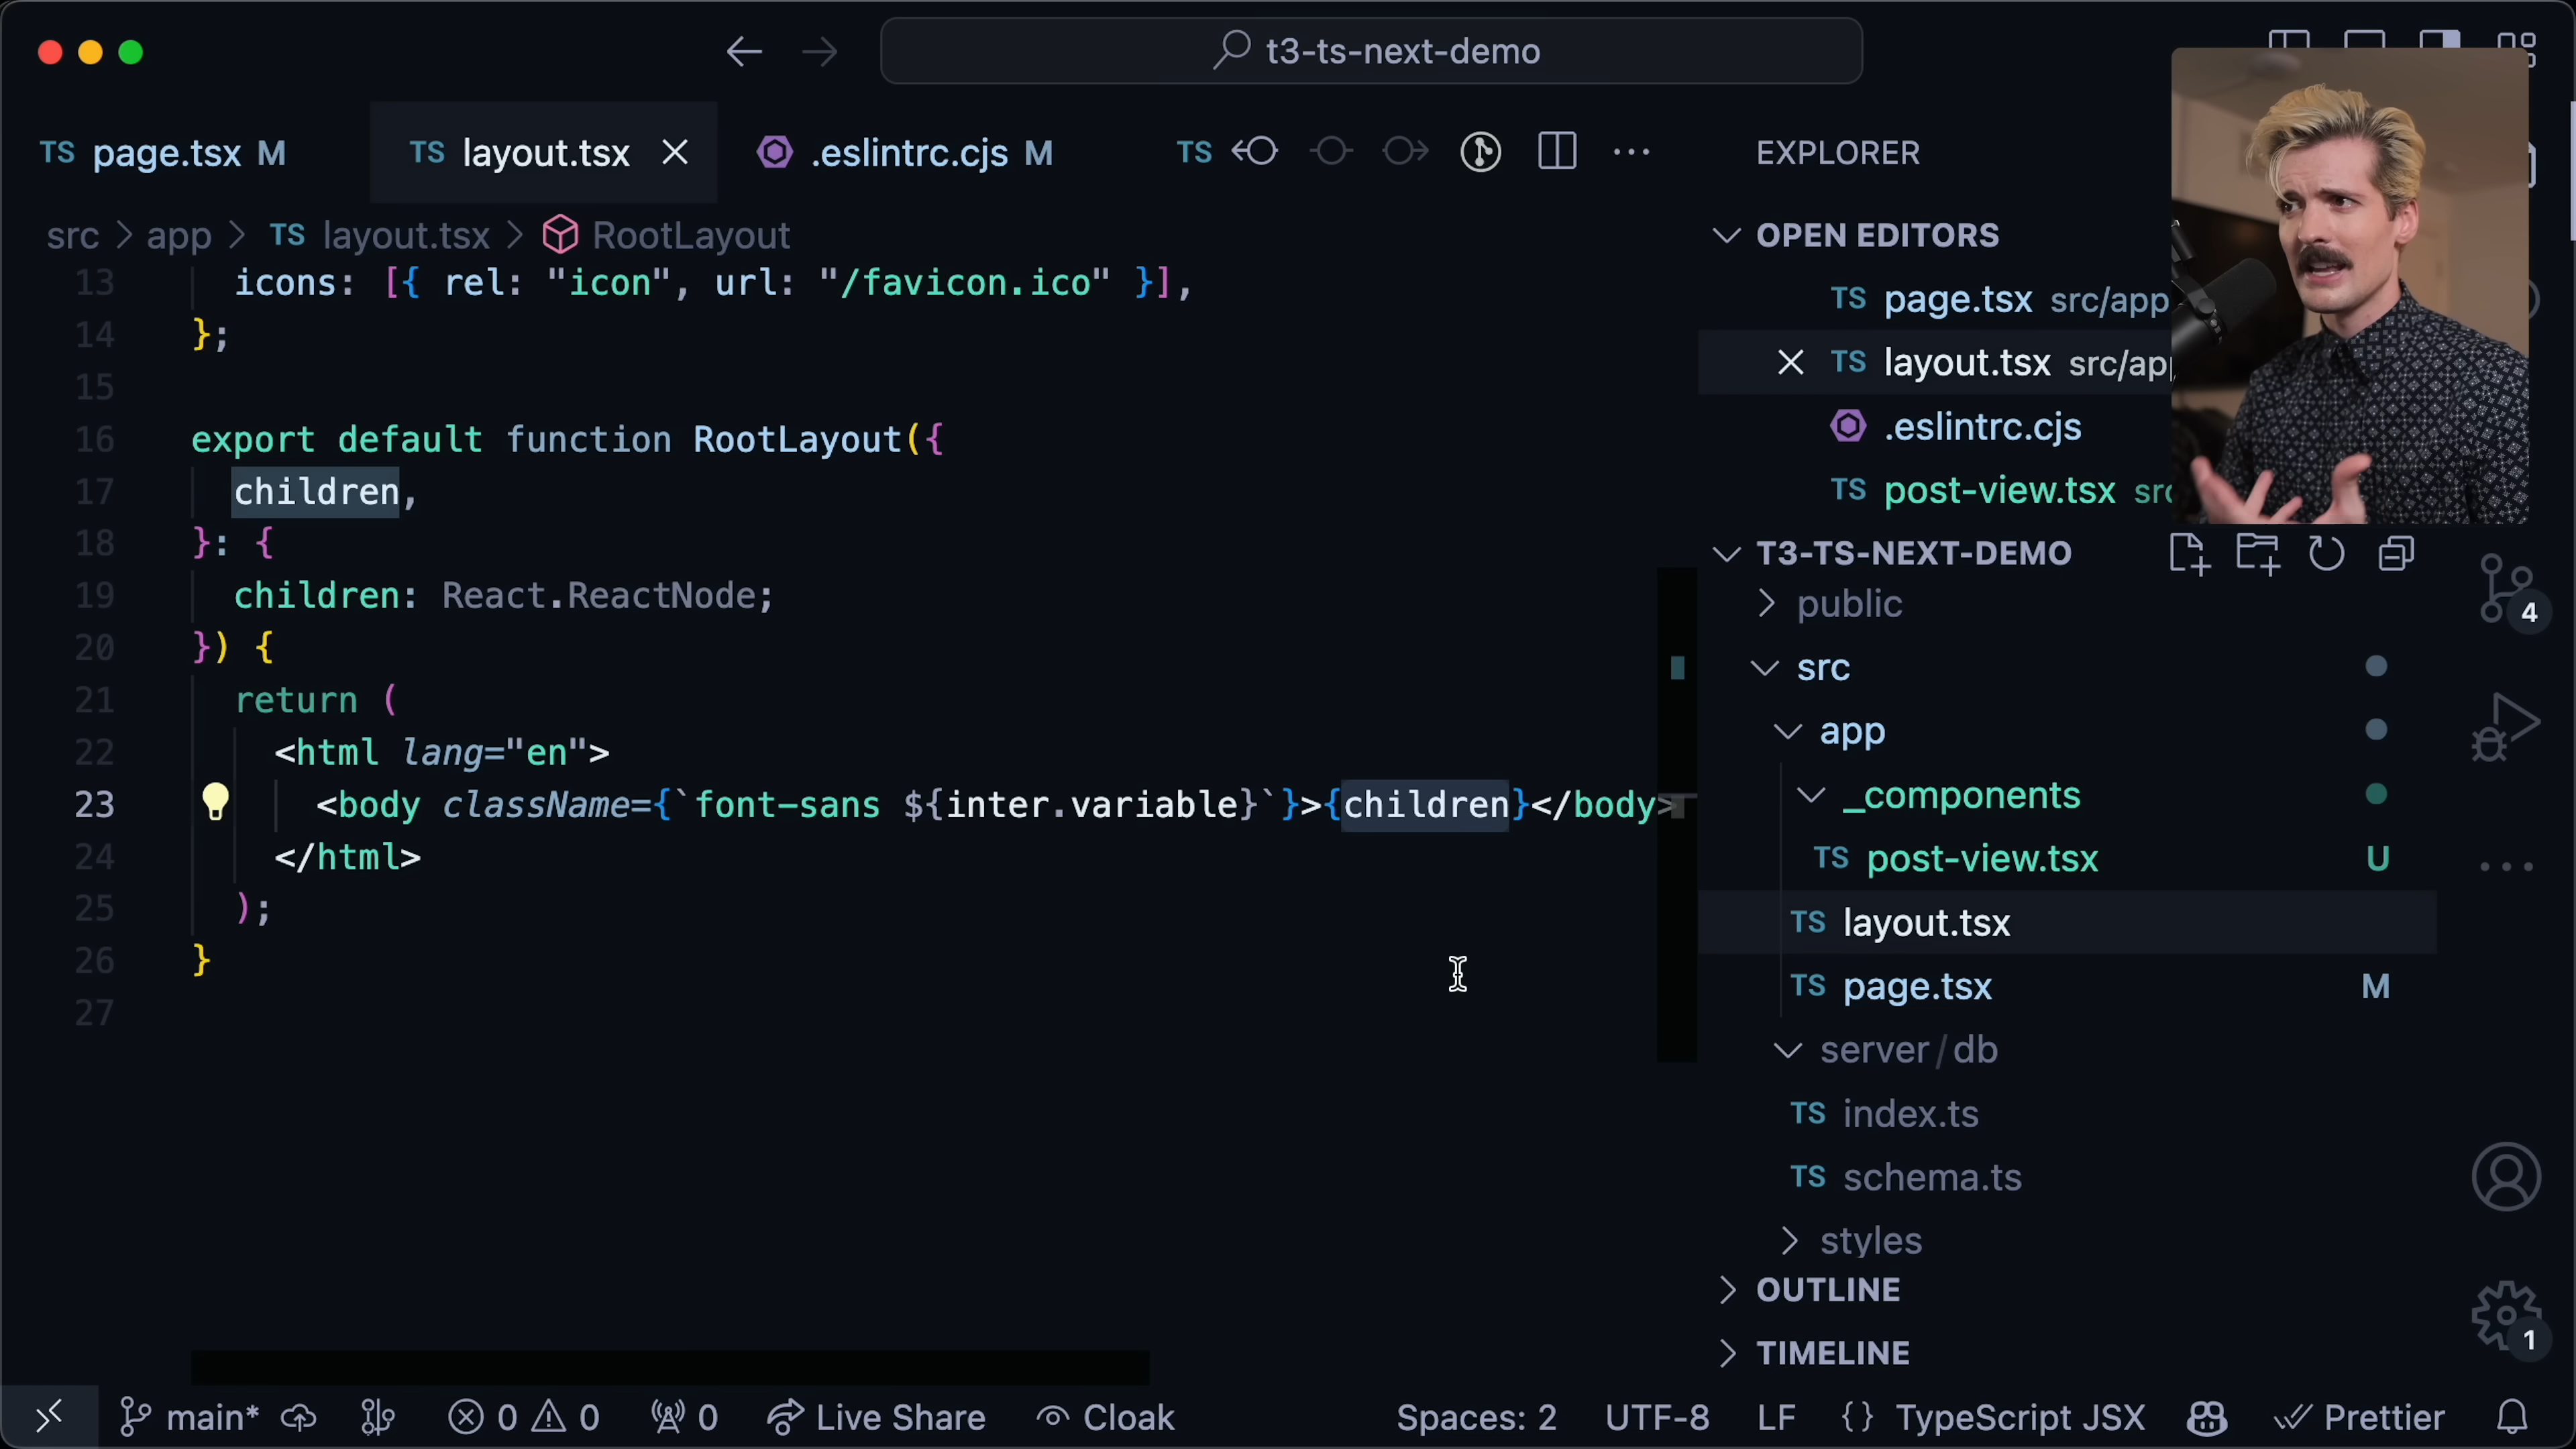 t3-ts-next-demo
TS page.tsx M
TS layout.tsx
.eslintrc.cjs M
TS
EXPLORER
src > app > TS layout.tsx > RootLayout
OPEN EDITORS
TS page.tsx src/app
TS layout.tsx src/app
.eslintrc.cjs
TS post-view.tsx src
13 icons: [{ rel: "icon", url: "/favicon.ico" }],
14 };
15
16 export default function RootLayout({
17 children,
18 }: {
19 children: React.ReactNode;
20 }) {
21 return (
22 <html lang="en">
23 <body className={`font-sans ${inter.variable}`}>{children}</body>
24 </html>
25 );
26 }
27
T3-TS-NEXT-DEMO
public
src
app
_components
TS post-view.tsx U
TS layout.tsx
TS page.tsx M
server/db
TS index.ts
TS schema.ts
styles
OUTLINE
TIMELINE
4
1
main* 0 0 0 Live Share Cloak Spaces: 2 UTF-8 LF {} TypeScript JSX Prettier